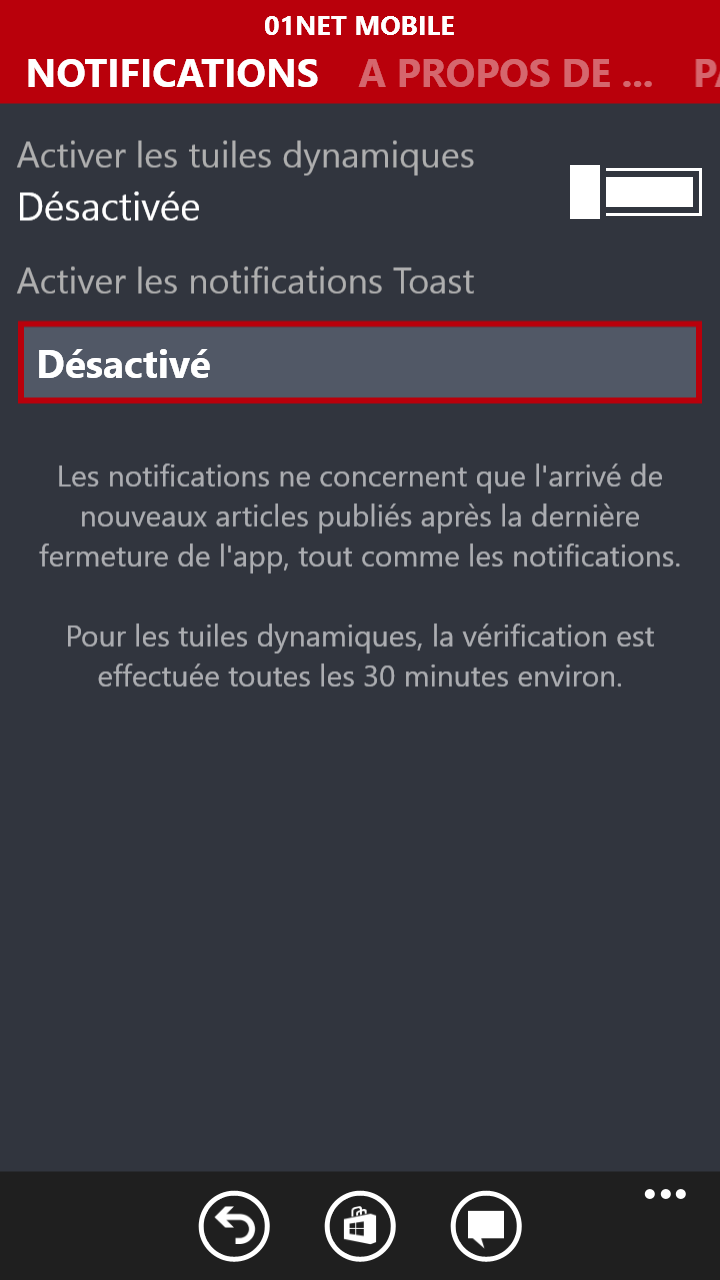 01NET MOBILE
NOTIFICATIONS A PROPOS DE ...
Activer les tuiles dynamiques
Désactivée
Activer les notifications Toast
Désactivé
Les notifications ne concernent que l'arrivé de
nouveaux articles publiés après la dernière
fermeture de l'app, tout comme les notifications.
Pour les tuiles dynamiques, la vérification est
effectuée toutes les 30 minutes environ.